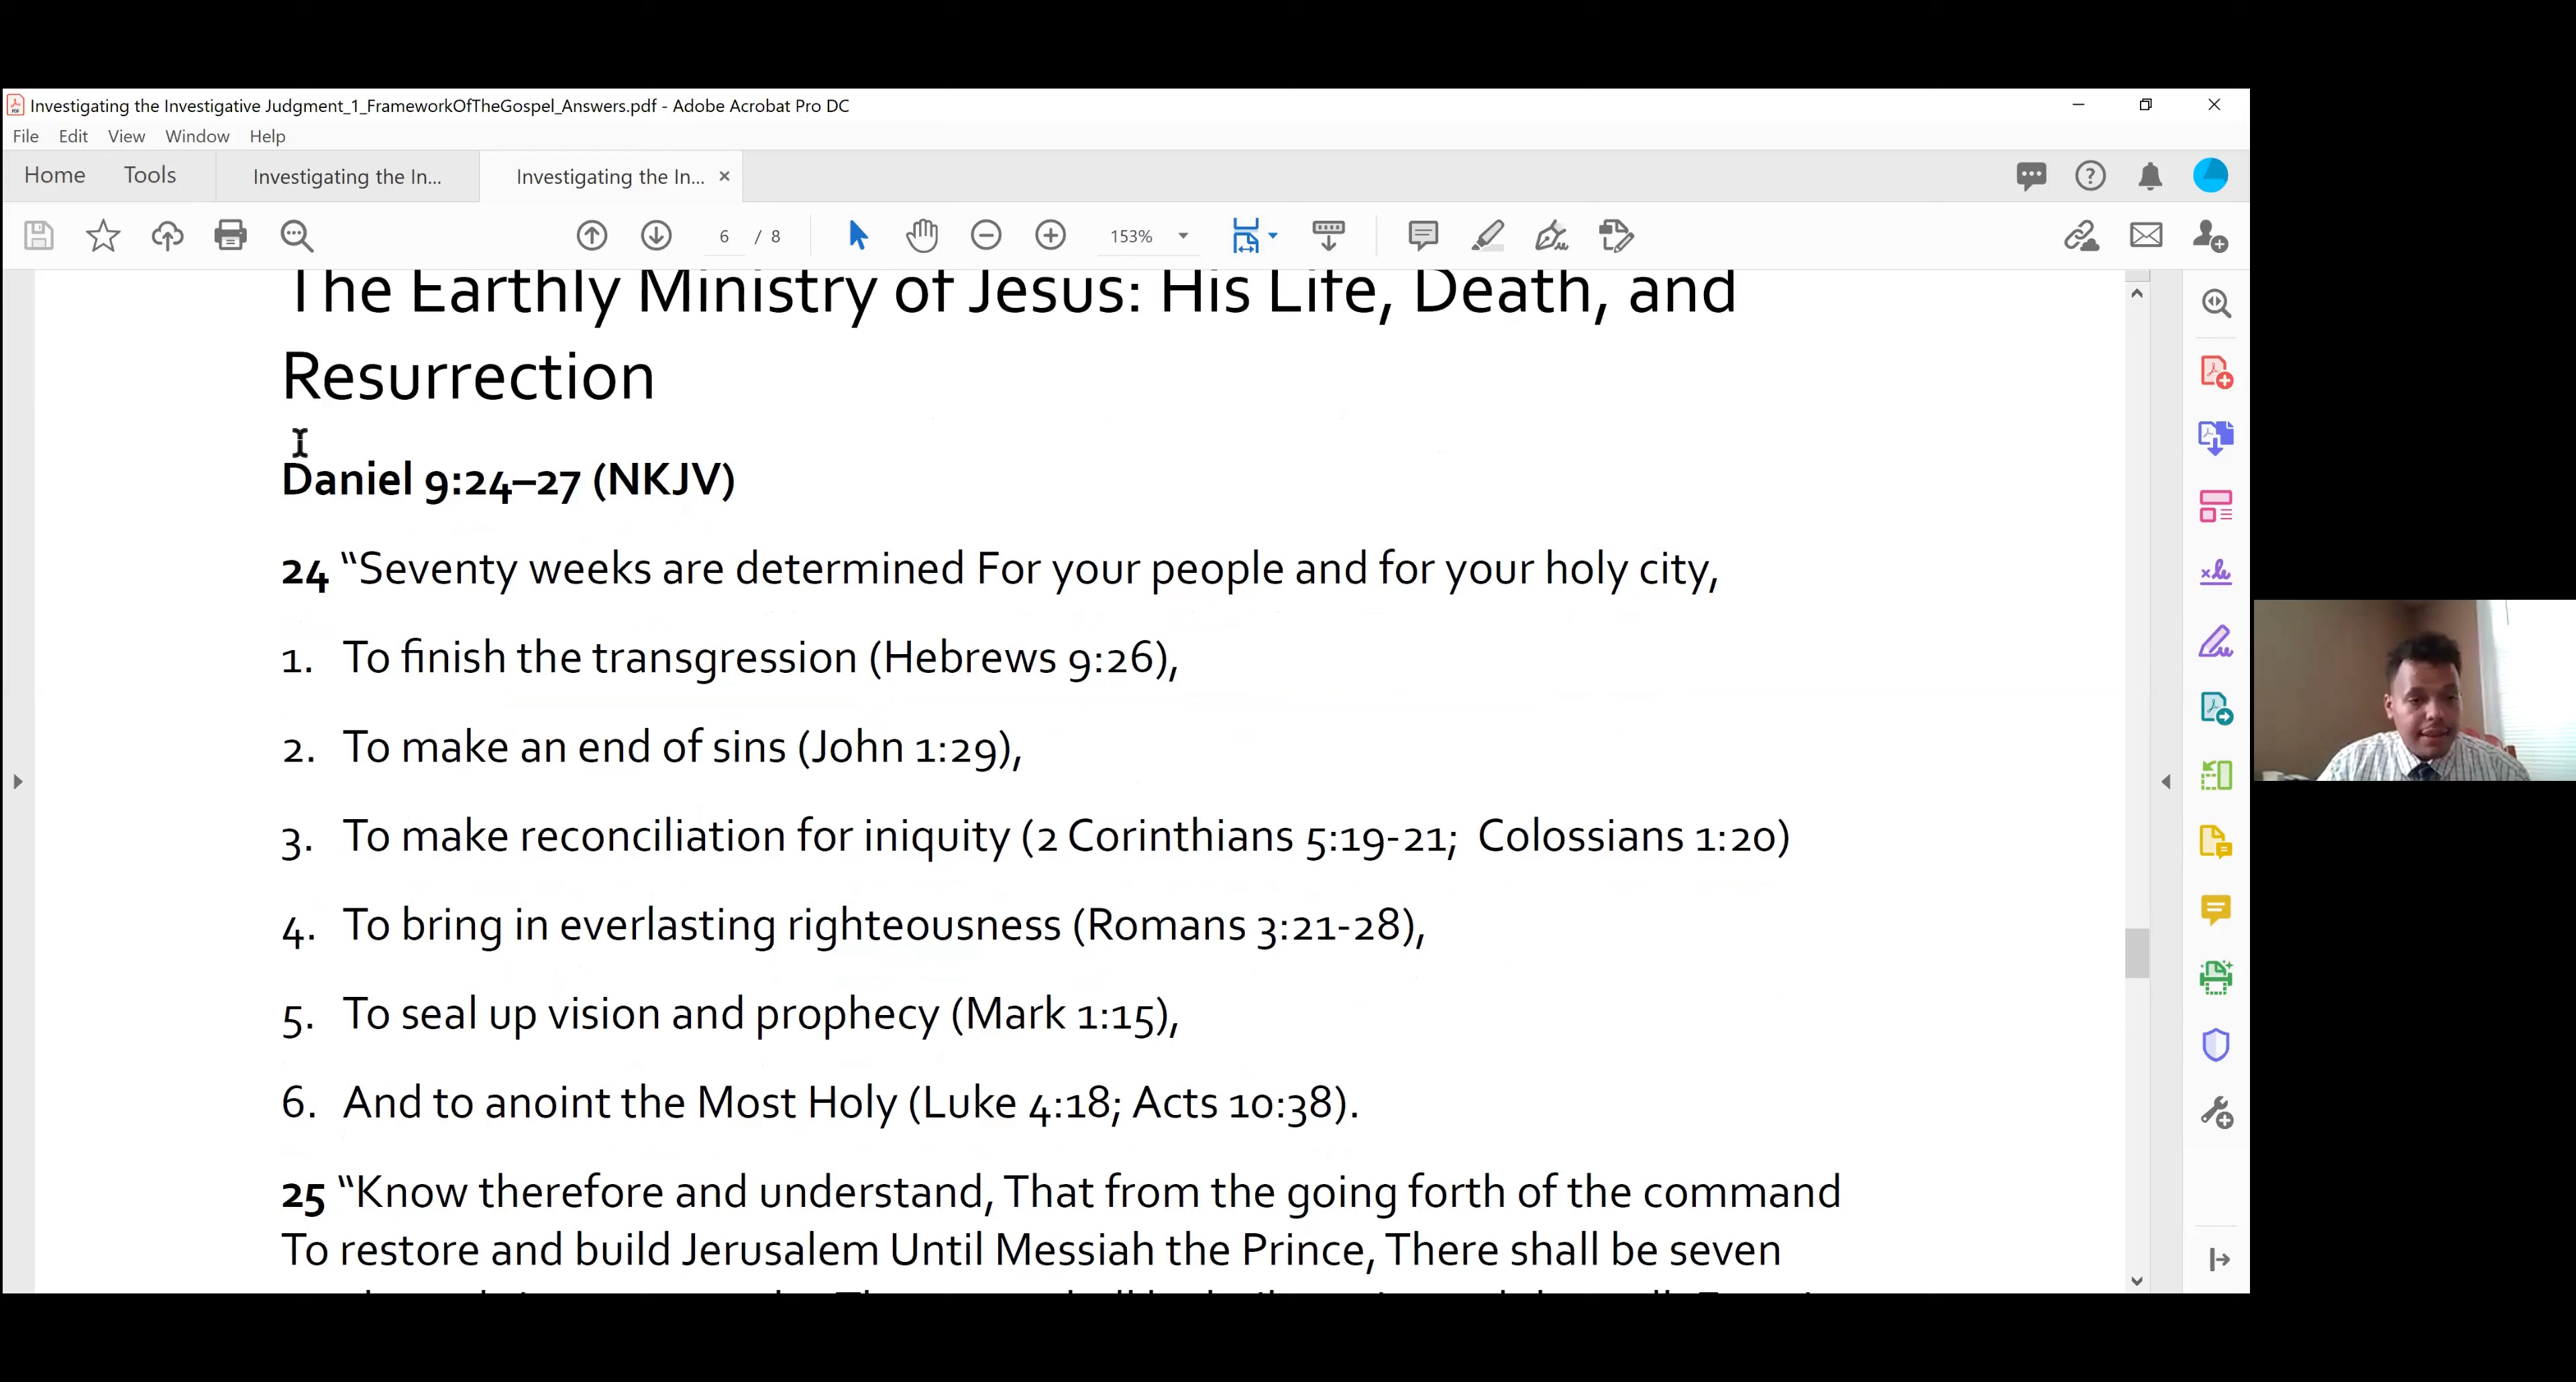 Investigating the Investigative Judgment_1_FrameworkOfTheGospel_Answers.pdf - Adobe Acrobat Pro DC
File Edit View Window Help
Home Tools Investigating the In... Investigating the In...
6 / 8 153%
The Earthly Ministry of Jesus: His Life, Death, and
Resurrection
Daniel 9:24–27 (NKJV)
24 “Seventy weeks are determined For your people and for your holy city,
1. To finish the transgression (Hebrews 9:26),
2. To make an end of sins (John 1:29),
3. To make reconciliation for iniquity (2 Corinthians 5:19-21; Colossians 1:20)
4. To bring in everlasting righteousness (Romans 3:21-28),
5. To seal up vision and prophecy (Mark 1:15),
6. And to anoint the Most Holy (Luke 4:18; Acts 10:38).
25 “Know therefore and understand, That from the going forth of the command
To restore and build Jerusalem Until Messiah the Prince, There shall be seven